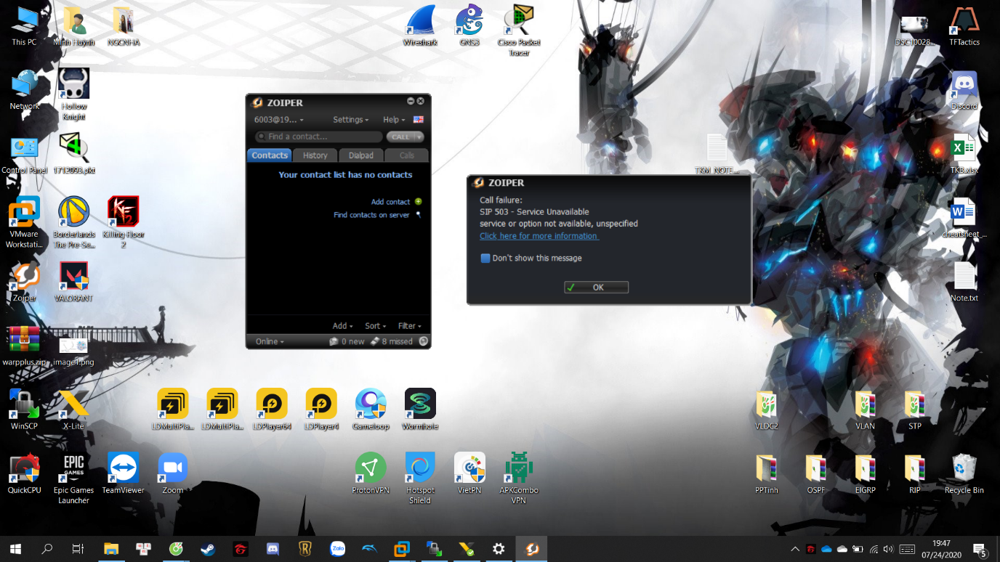 This PC
Minh Huynh
NGCNHA
Wireshark
GNS3
Cisco Packet
Tracer
DSC10028...
TFTactics
Network
Hollow
Knight
Discord
Control Panel
1712093.pkt
TKM_NOTE...
TKB.xlsx
VMware
Workstati...
Borderlands
The Pre-Se...
Killing Floor
2
cheatsheet_...
Zoiper
VALORANT
Note.txt
warpplus.zip
image1.png
ZOIPER
6003@19...
Settings
Help
Find a contact...
CALL
Contacts
History
Dialpad
Calls
Your contact list has no contacts
Add contact
Find contacts on server
Add
Sort
Filter
Online
0 new
8 missed
ZOIPER
Call failure:
SIP 503 - Service Unavailable
service or option not available, unspecified
Click here for more information
Don't show this message
OK
WinSCP
X-Lite
LDMultiPla...
LDMultiPla...
LDPlayer64
LDPlayer4
Gameloop
Wormhole
VLDC2
VLAN
STP
QuickCPU
EPIC
GAMES
Epic Games
Launcher
TeamViewer
Zoom
ProtonVPN
Hotspot
Shield
VietPN
APKCombo
VPN
PPTinh
OSPF
EIGRP
RIP
Recycle Bin
Zalo
19:47
07/24/2020
5